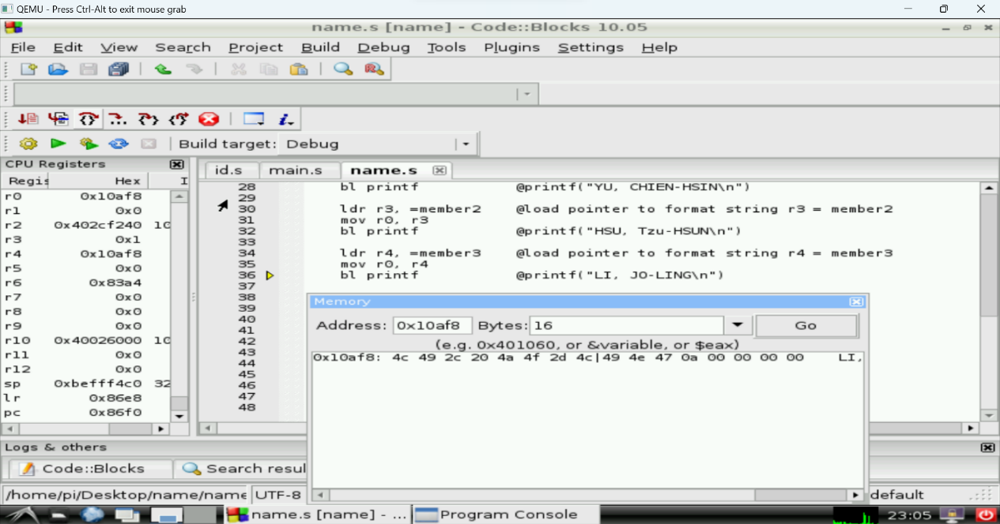 QEMU - Press Ctrl-Alt to exit mouse grab
name.s [name] - Code::Blocks 10.05
File Edit View Search Project Build Debug Tools Plugins Settings Help
Build target: Debug
CPU Registers
Regis Hex I
r0 0x10af8
r1 0x0
r2 0x402cf240 10
r3 0x1
r4 0x10af8
r5 0x0
r6 0x83a4
r7 0x0
r8 0x0
r9 0x0
r10 0x40026000 10
r11 0x0
r12 0x0
sp 0xbefff4c0 32
lr 0x86e8
pc 0x86f0
id.s main.s name.s
28 bl printf @printf("YU, CHIEN-HSIN\n")
29
30 ldr r3, =member2 @load pointer to format string r3 = member2
31 mov r0, r3
32 bl printf @printf("HSU, Tzu-HSUN\n")
33
34 ldr r4, =member3 @load pointer to format string r4 = member3
35 mov r0, r4
36 bl printf @printf("LI, JO-LING\n")
37
38
39
40
41
42
43
44
45
46
47
48
Memory
Address: 0x10af8 Bytes: 16 Go
(e.g. 0x401060, or &variable, or $eax)
0x10af8: 4c 49 2c 20 4a 4f 2d 4c|49 4e 47 0a 00 00 00 00 LI,
Logs & others
Code::Blocks Search resul
/home/pi/Desktop/name/name UTF-8 default
name.s [name] - ... Program Console 23:05